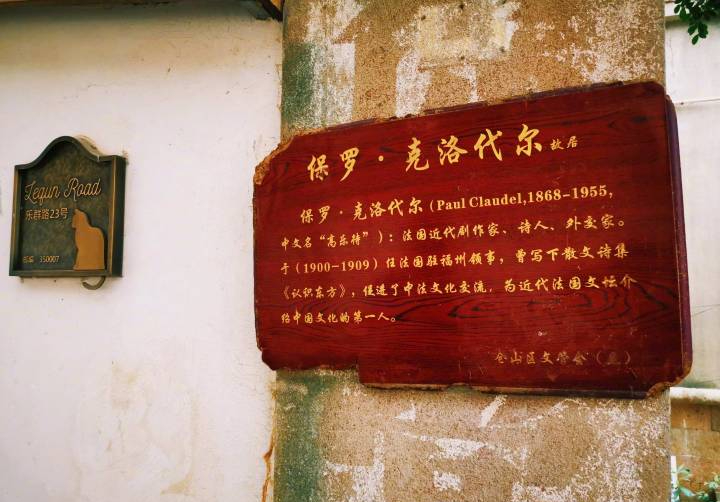 Lequn Road
乐群路23号
邮编 350007
保罗·克洛代尔故居
保罗·克洛代尔(Paul Claudel,1868-1955,
中文名“高乐待”):法国近代剧作家、诗人、外交家。
于(1900-1909)任法国驻福州领事,曾写下散文诗集
《认识东方》,促进了中法文化交流,为近代法国文坛介
绍中国文化的第一人。
仓山区文管会(立)